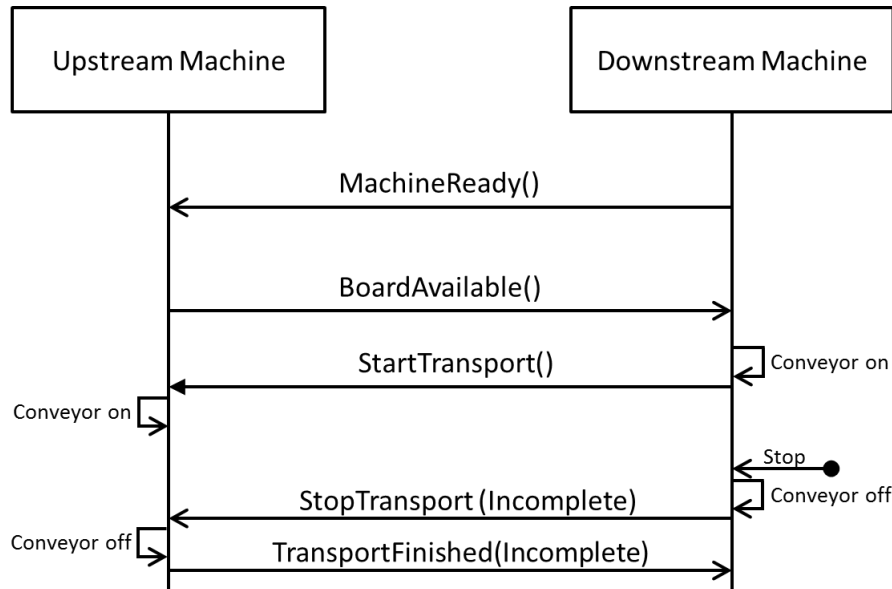 Upstream Machine
Downstream Machine
MachineReady()
BoardAvailable()
StartTransport()
Conveyor on
Conveyor on
Stop
StopTransport (Incomplete)
Conveyor off
Conveyor off
TransportFinished(Incomplete)